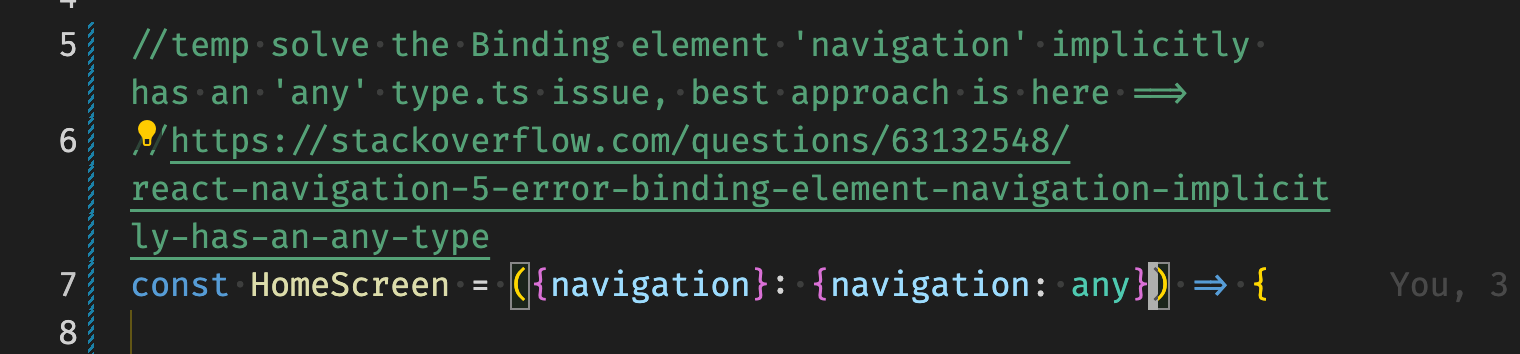 4
5 //temp solve the Binding element 'navigation' implicitly
has an 'any' type.ts issue, best approach is here ==>
6 //https://stackoverflow.com/questions/63132548/
react-navigation-5-error-binding-element-navigation-implicit
ly-has-an-any-type
7 const HomeScreen = ({navigation}: {navigation: any}) => { You, 3
8